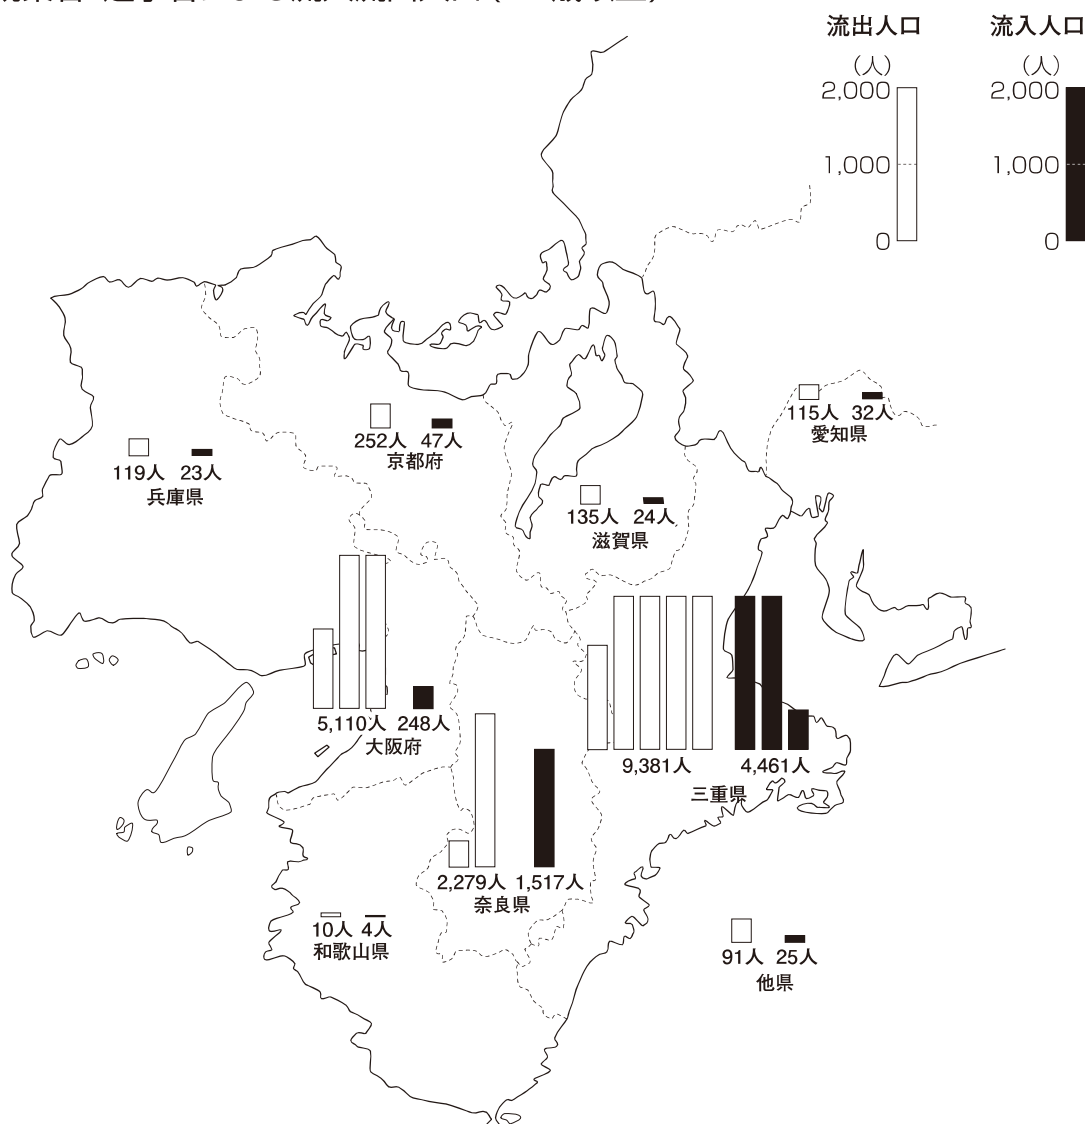 流出人口
(人)
2,000
1,000
0
流入人口
(人)
2,000
1,000
0
115人 32人
愛知県
252人 47人
京都府
119人 23人
兵庫県
135人 24人
滋賀県
5,110人 248人
大阪府
9,381人 4,461人
三重県
2,279人 1,517人
奈良県
10人 4人
和歌山県
91人 25人
他県